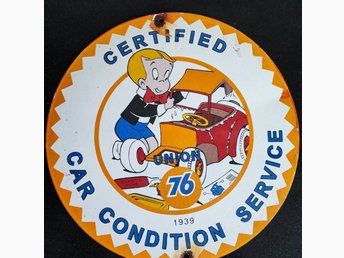 CERTIFIED
UNION
76
1939
CAR CONDITION SERVICE